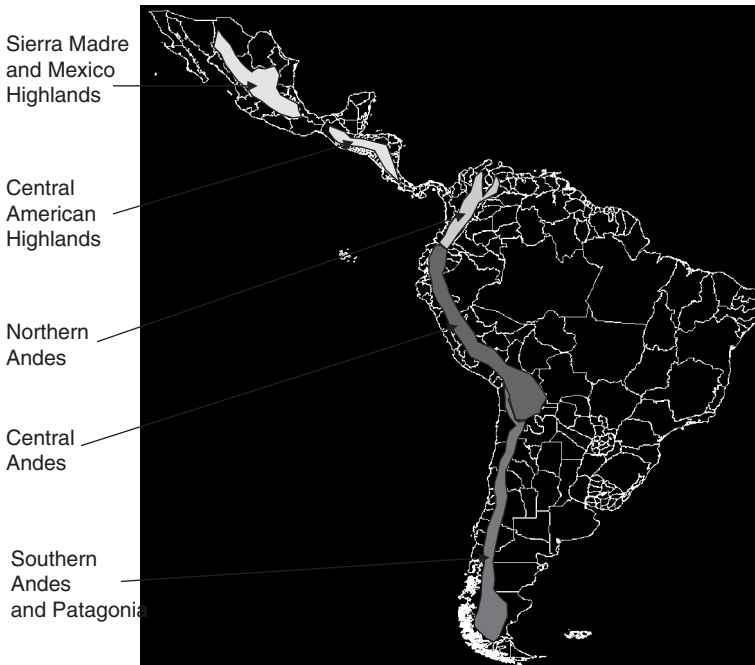 Sierra Madre
and Mexico
Highlands
Central
American
Highlands
Northern
Andes
Central
Andes
Southern
Andes
and Patagonia